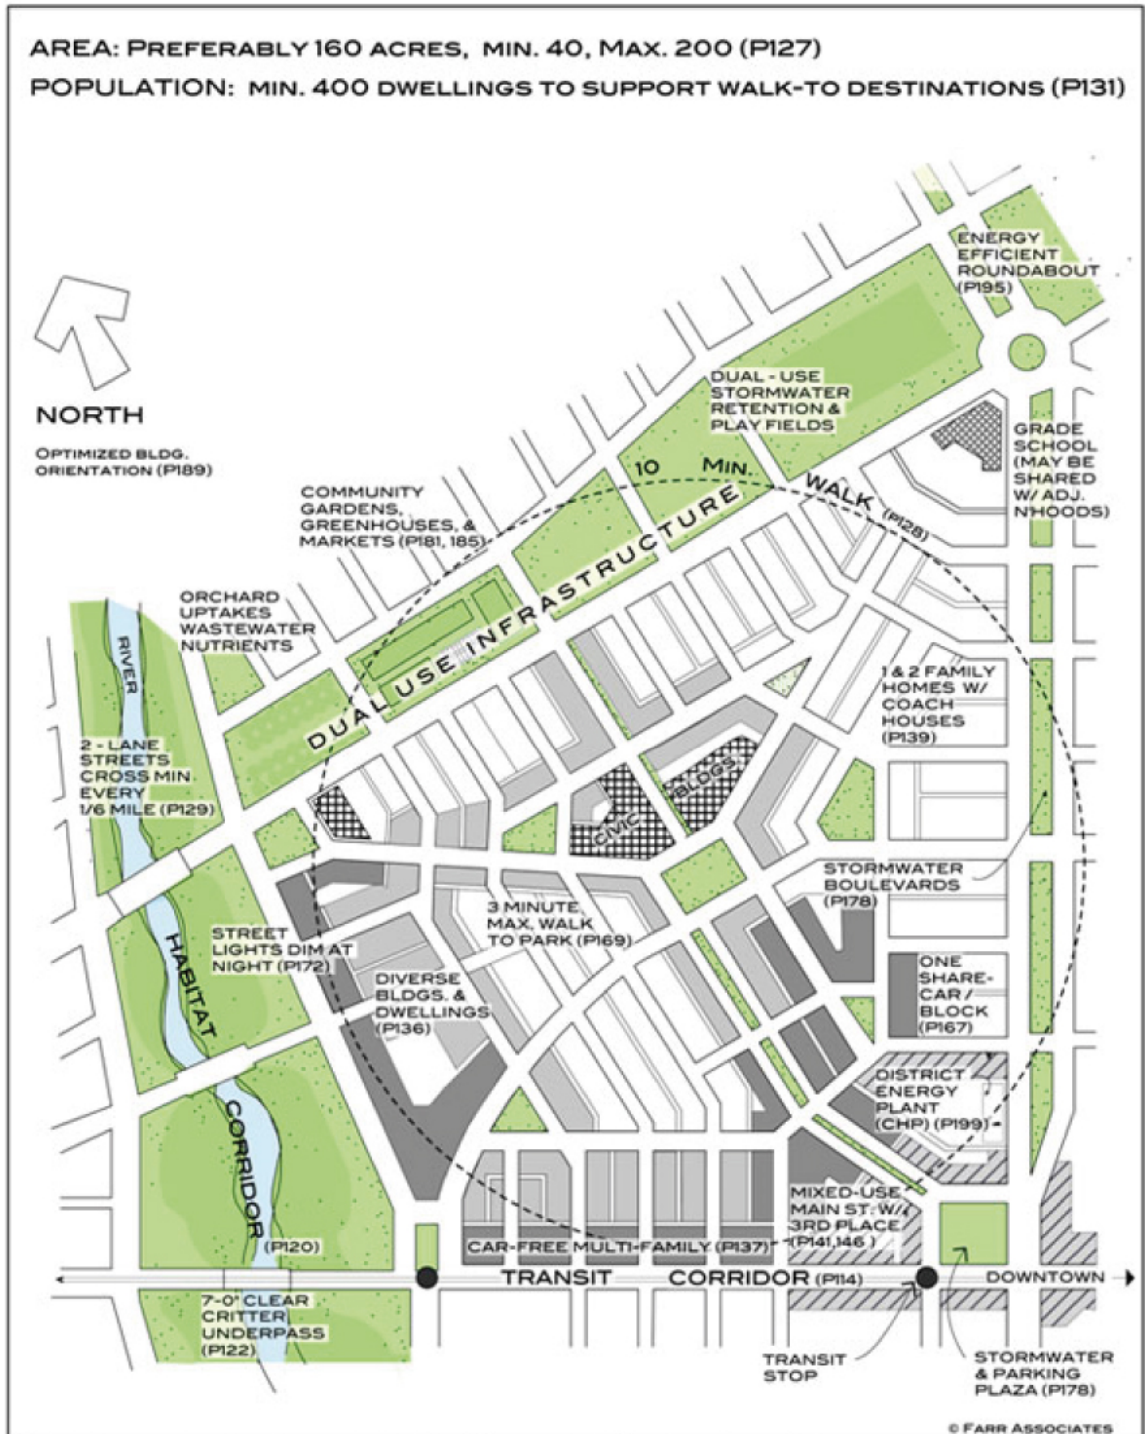 AREA: PREFERABLY 160 ACRES, MIN. 40, MAX. 200 (P127)
POPULATION: MIN. 400 DWELLINGS TO SUPPORT WALK-TO DESTINATIONS (P131)
ENERGY
EFFICIENT
ROUNDABOUT
(P195)
NORTH
OPTIMIZED BLDG.
ORIENTATION (P189)
DUAL - USE
STORMWATER
RETENTION &
PLAY FIELDS
GRADE
SCHOOL
(MAY BE
SHARED
W/ ADJ.
N'HOODS)
10 MIN. WALK (P128)
COMMUNITY
GARDENS,
GREENHOUSES, &
MARKETS (P181, 185)
DUAL USE INFRASTRUCTURE
ORCHARD
UPTAKES
WASTEWATER
NUTRIENTS
RIVER
1 & 2 FAMILY
HOMES W/
COACH
HOUSES
(P139)
2 - LANE
STREETS
CROSS MIN.
EVERY
1/6 MILE (P129)
CIVIC BLDGS.
STORMWATER
BOULEVARDS
(P178)
3 MINUTE
MAX. WALK
TO PARK (P169)
STREET
LIGHTS DIM AT
NIGHT (P172)
HABITAT
CORRIDOR
(P120)
DIVERSE
BLDGS. &
DWELLINGS
(P136)
ONE
SHARE-
CAR /
BLOCK
(P167)
DISTRICT
ENERGY
PLANT
(CHP) (P199)
MIXED-USE
MAIN ST. W/
3RD PLACE
(P141,146 )
CAR-FREE MULTI-FAMILY (P137)
TRANSIT CORRIDOR (P114)
DOWNTOWN
7-0" CLEAR
CRITTER
UNDERPASS
(P122)
TRANSIT
STOP
STORMWATER
& PARKING
PLAZA (P178)
© FARR ASSOCIATES